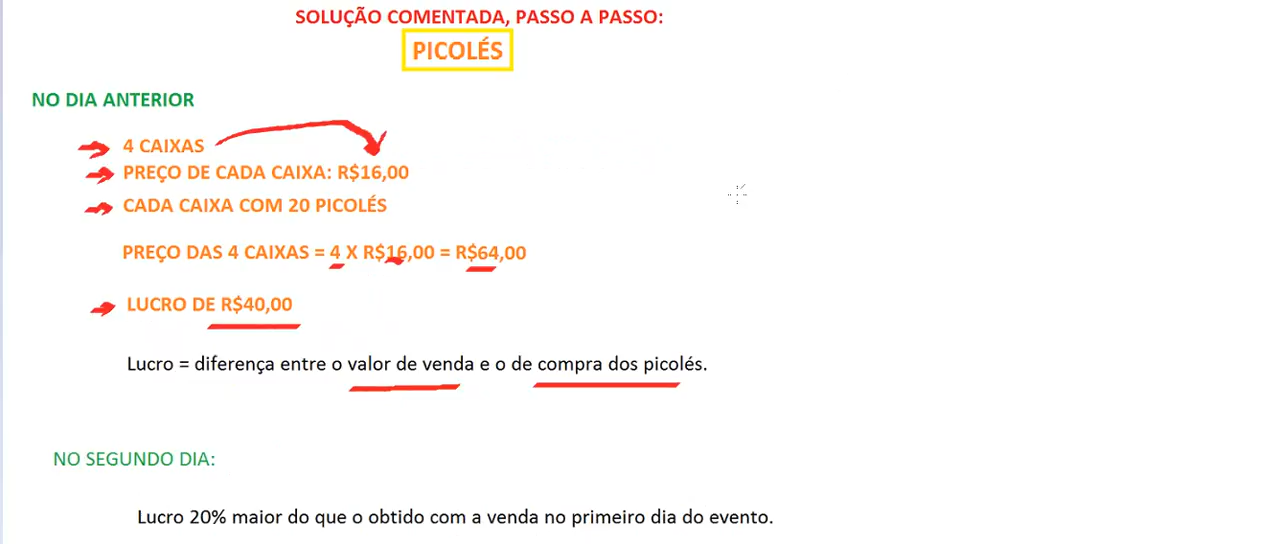 SOLUÇÃO COMENTADA, PASSO A PASSO:
PICOLÉS
NO DIA ANTERIOR
4 CAIXAS
PREÇO DE CADA CAIXA: R$16,00
CADA CAIXA COM 20 PICOLÉS
PREÇO DAS 4 CAIXAS = 4 X R$16,00 = R$64,00
LUCRO DE R$40,00
Lucro = diferença entre o valor de venda e o de compra dos picolés.
NO SEGUNDO DIA:
Lucro 20% maior do que o obtido com a venda no primeiro dia do evento.